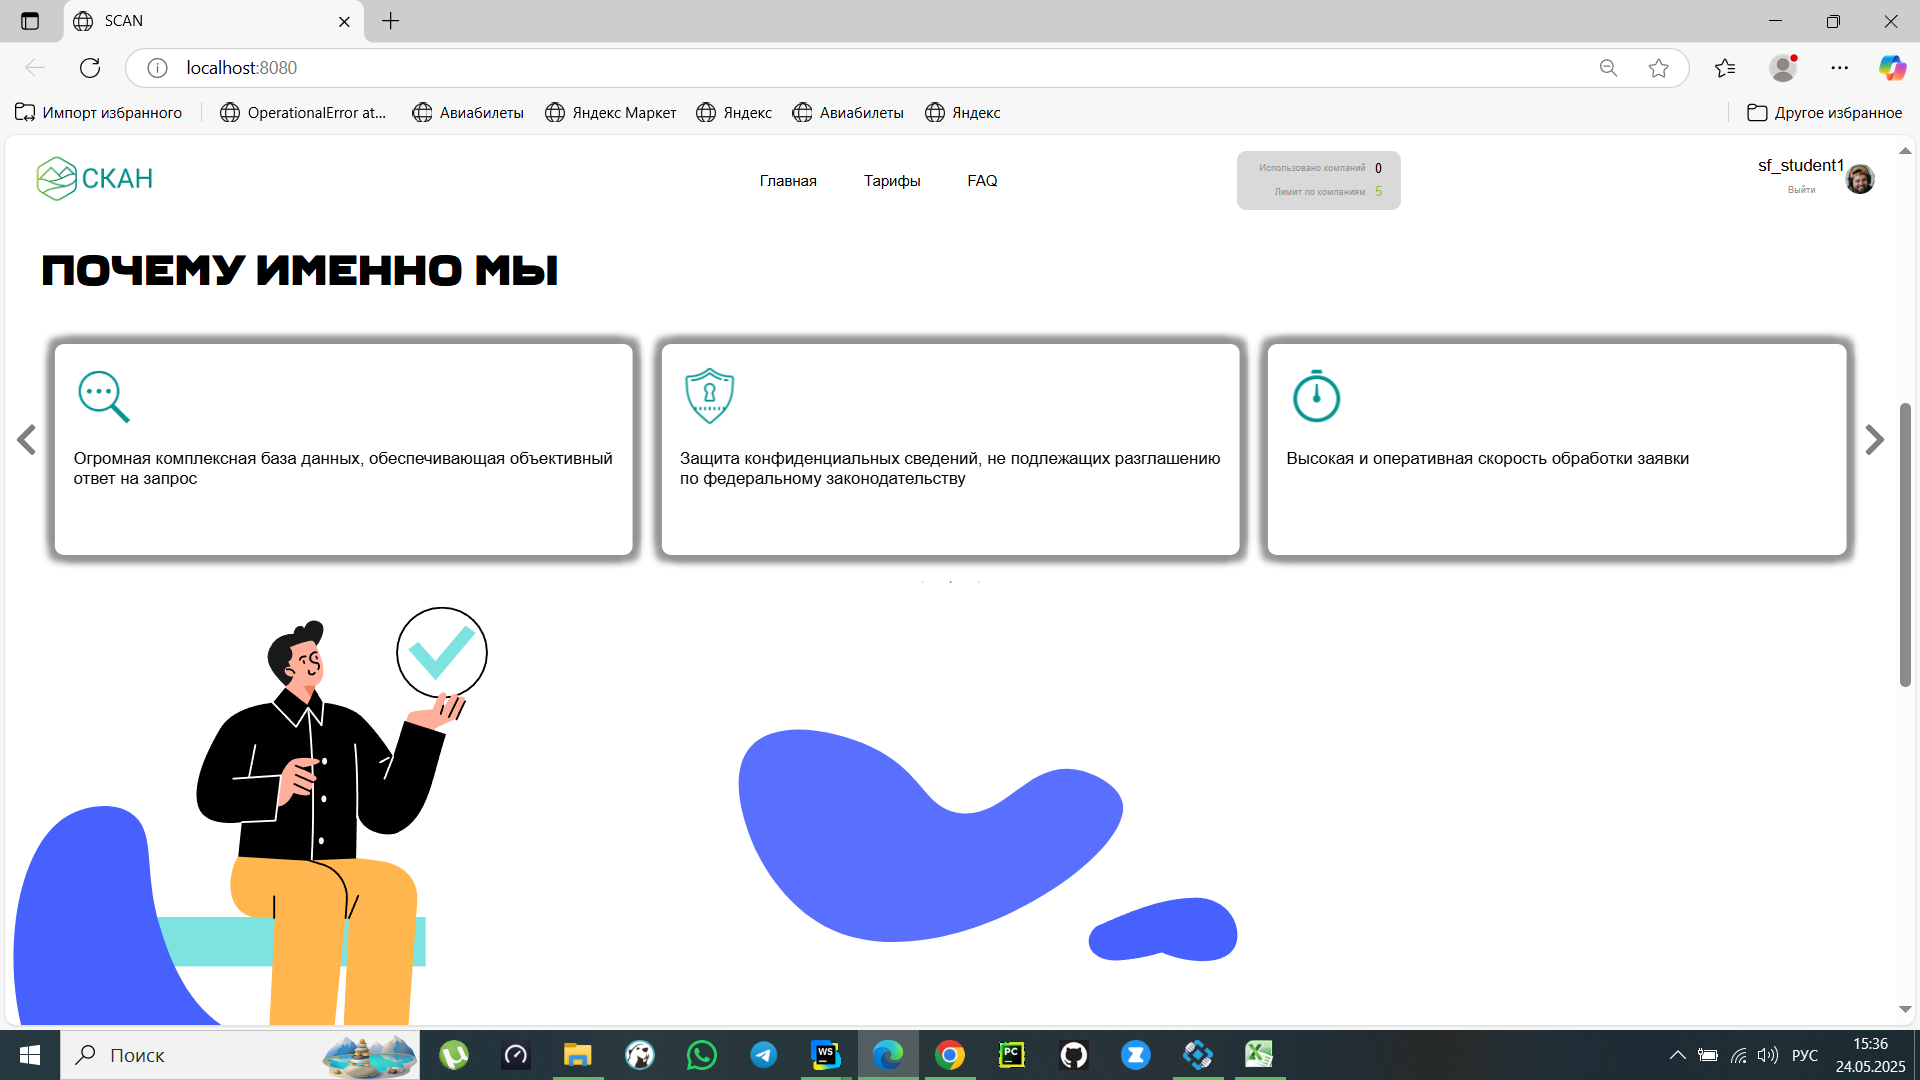 SCAN
localhost:8080
Импорт избранного
OperationalError at...
Авиабилеты
Яндекс Маркет
Яндекс
Авиабилеты
Яндекс
Другое избранное
СКАН
Главная
Тарифы
FAQ
Использовано компаний 0
Лимит по компаниям 5
sf_student1
Выйти
ПОЧЕМУ ИМЕННО МЫ
Огромная комплексная база данных, обеспечивающая объективный
ответ на запрос
Защита конфиденциальных сведений, не подлежащих разглашению
по федеральному законодательству
Высокая и оперативная скорость обработки заявки
Поиск
WS
PC
РУС
15:36
24.05.2025